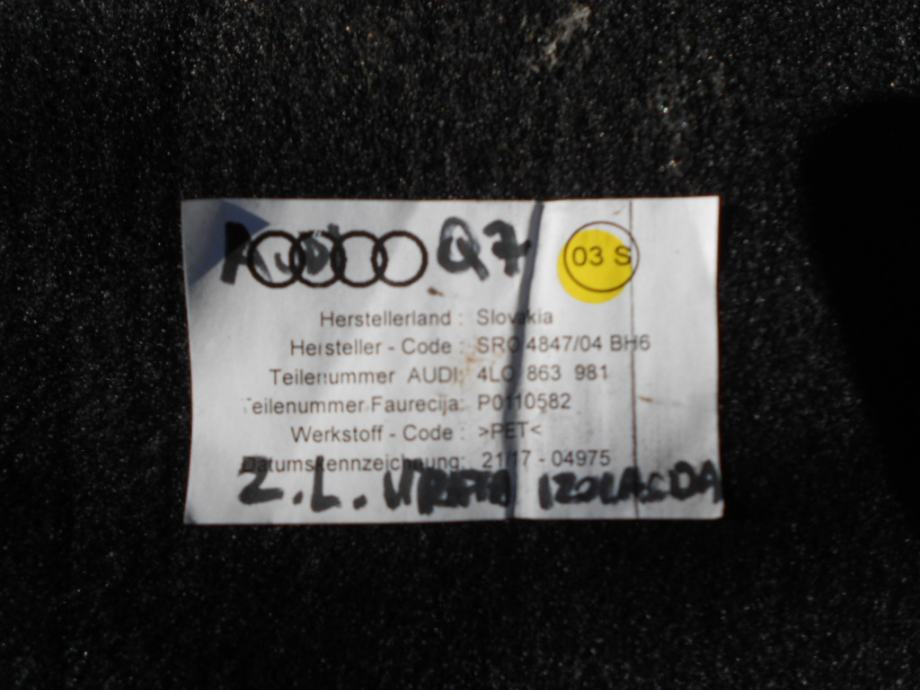 AUDI Q7 03 S
Herstellerland : Slovakia
Hersteller - Code : SRO 4847/04 BH6
Teilenummer AUDI: 4L0 863 981
Teilenummer Faurecija: P0110582
Werkstoff - Code : >PET<
Datumskennzeichnung: 21/17 - 04975
Z.L. VRATA IZOLACIJA